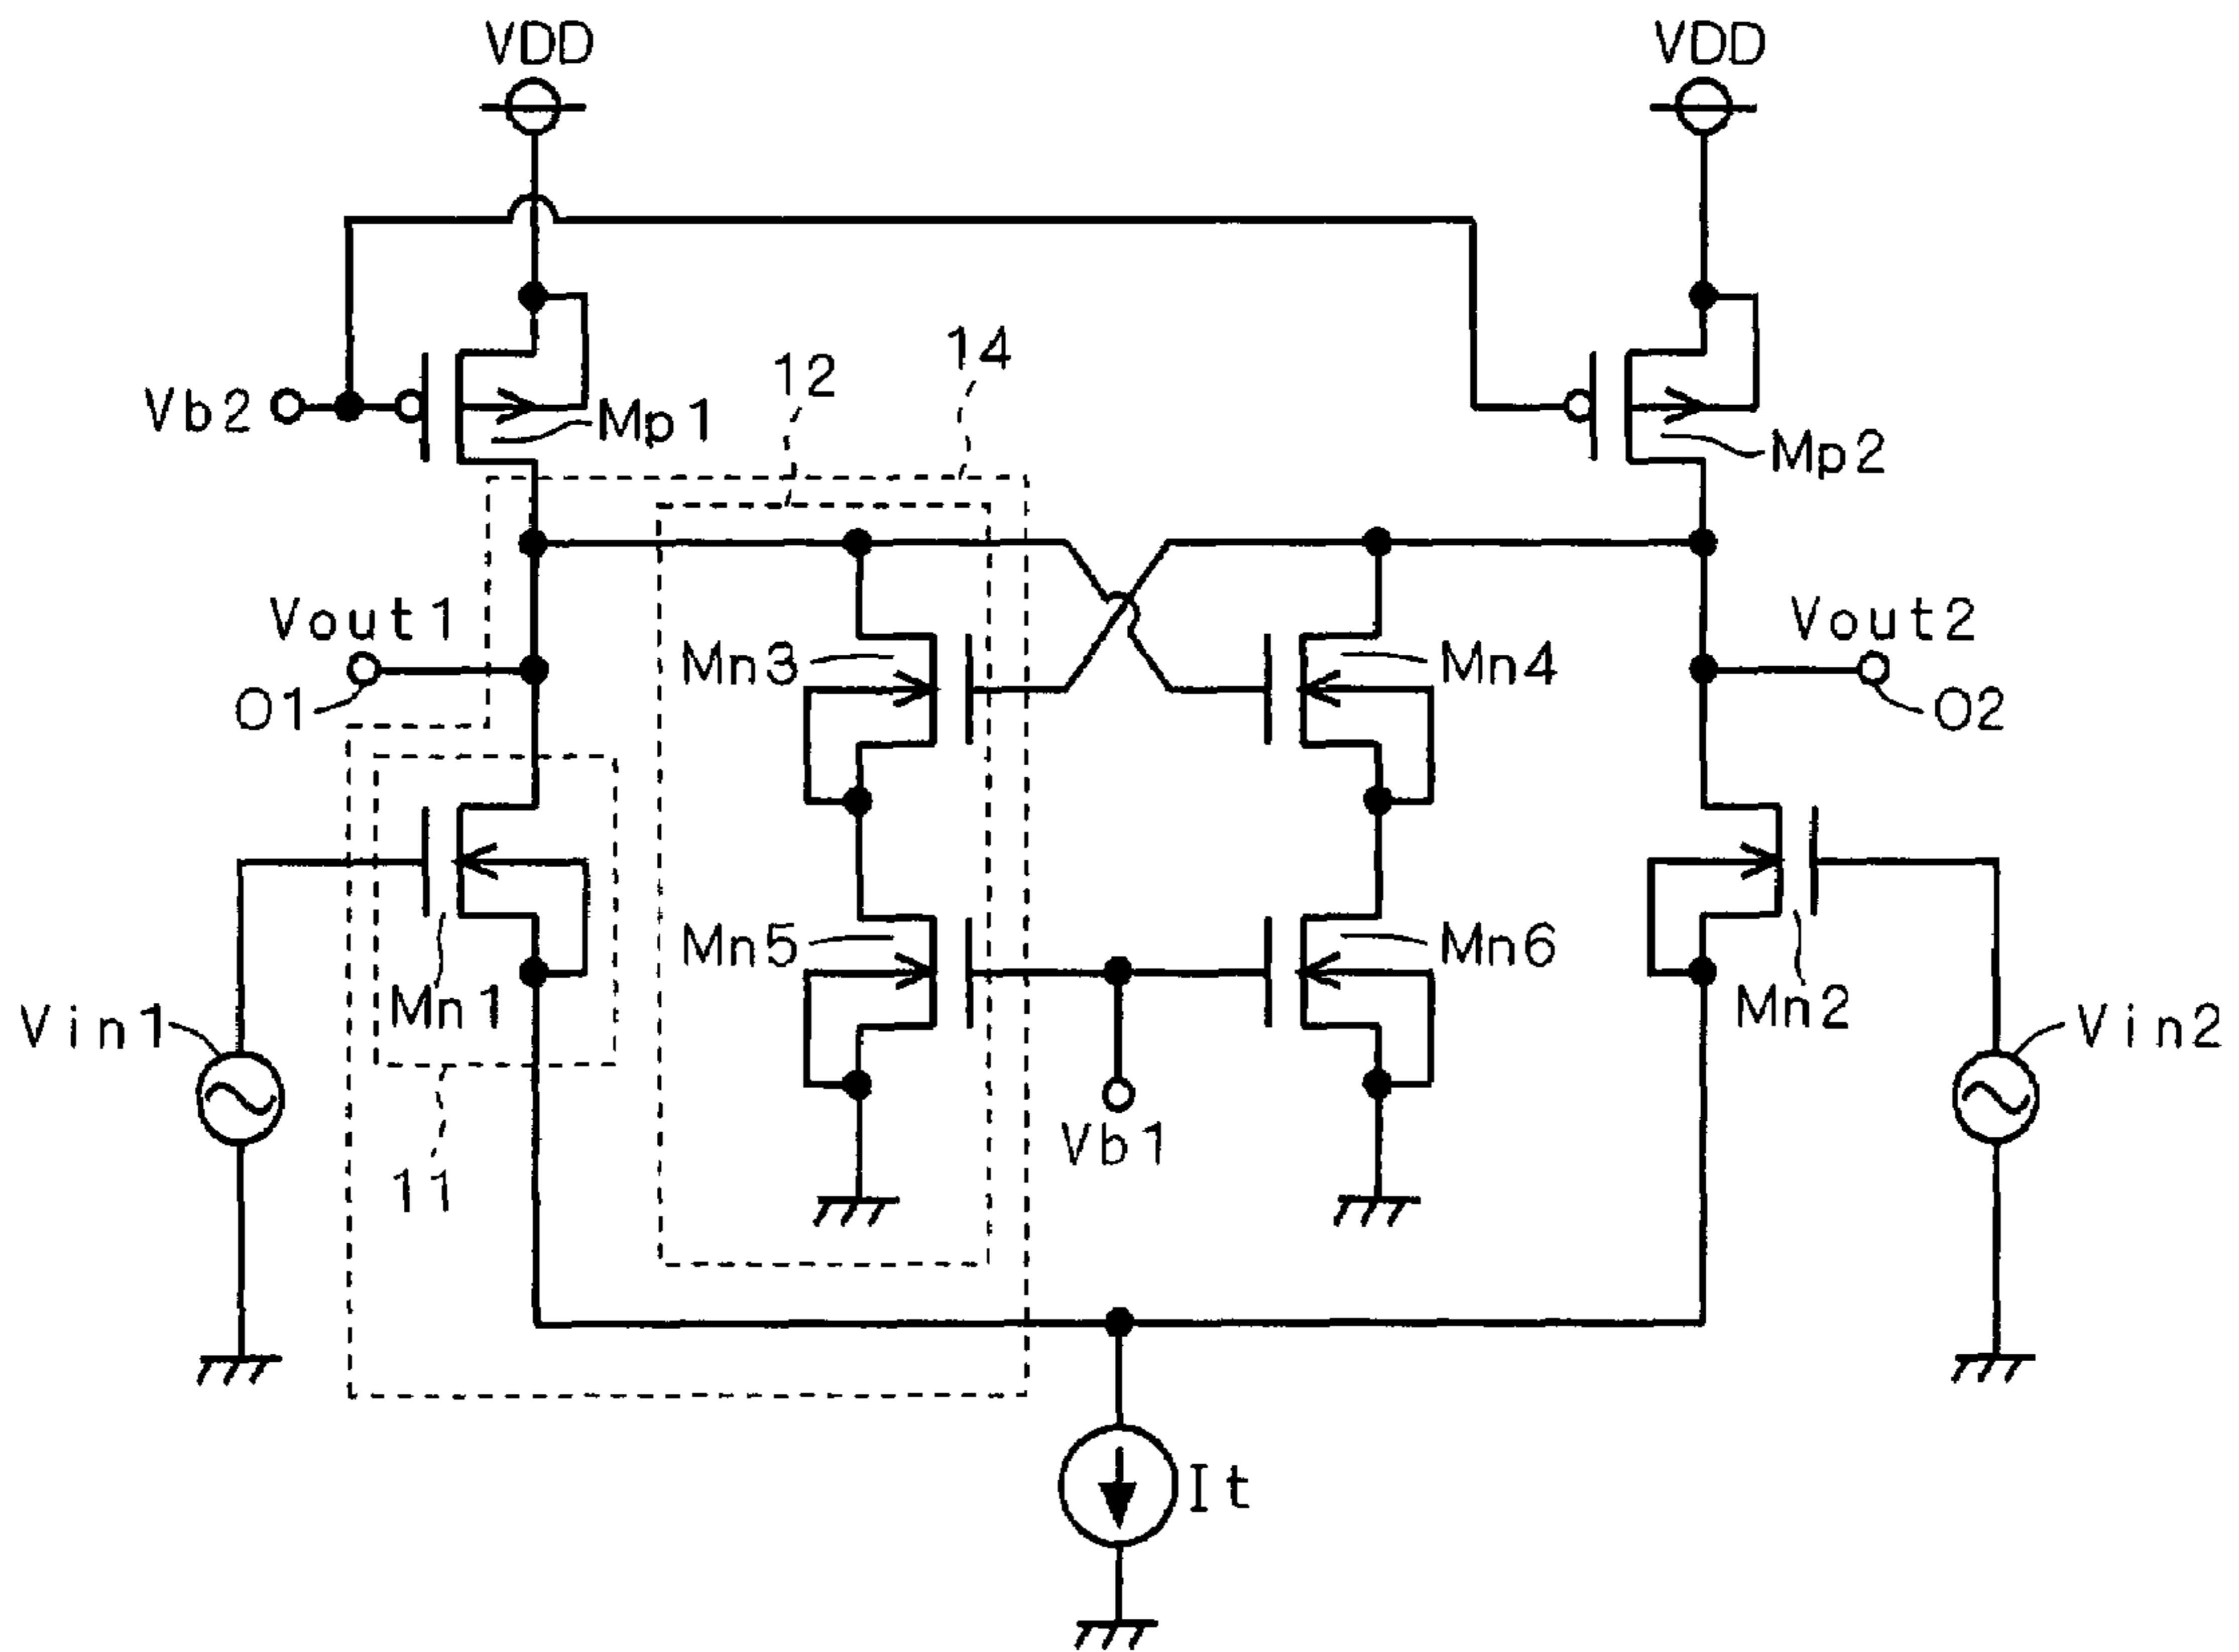 VDD
VDD
14
12
Vb2
Mp1
Mp2
Vout1
Vout2
Mn3
Mn4
O1
O2
Mn5
Mn6
Mn1
Mn2
Vin1
Vin2
Vb1
11
It